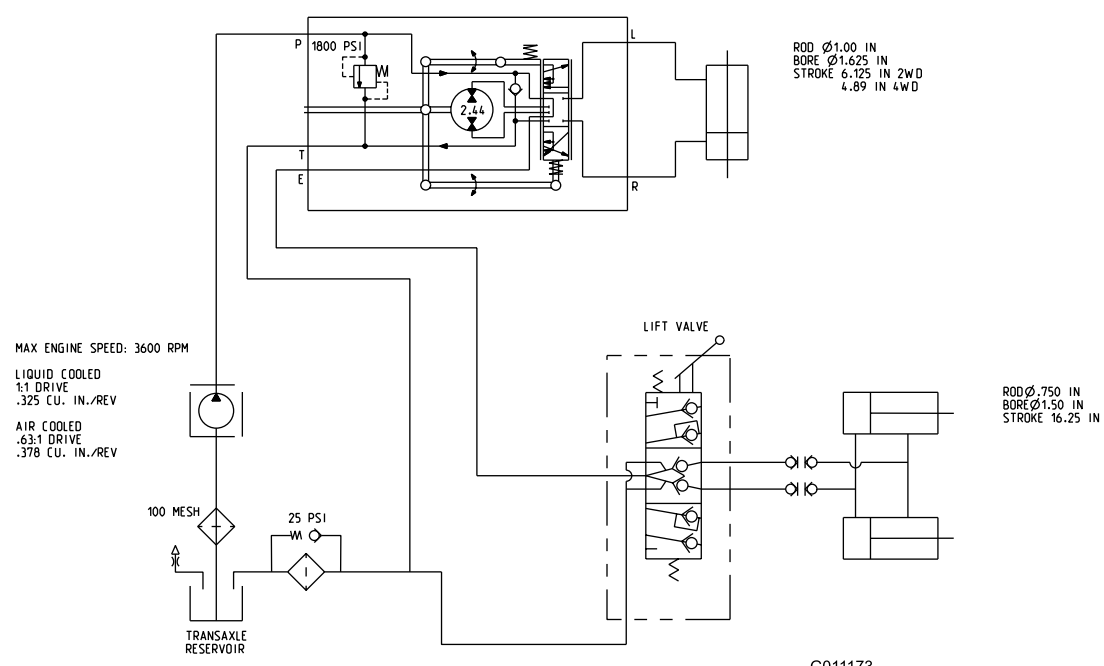 P
1800 PSI
L
2.44
T
E
R
ROD Ø1.00 IN
BORE Ø1.625 IN
STROKE 6.125 IN 2WD
4.89 IN 4WD
LIFT VALVE
MAX ENGINE SPEED: 3600 RPM
LIQUID COOLED
1:1 DRIVE
.325 CU. IN./REV
AIR COOLED
.63:1 DRIVE
.378 CU. IN./REV
RODØ.750 IN
BOREØ1.50 IN
STROKE 16.25 IN
100 MESH
25 PSI
TRANSAXLE
RESERVOIR
G011173